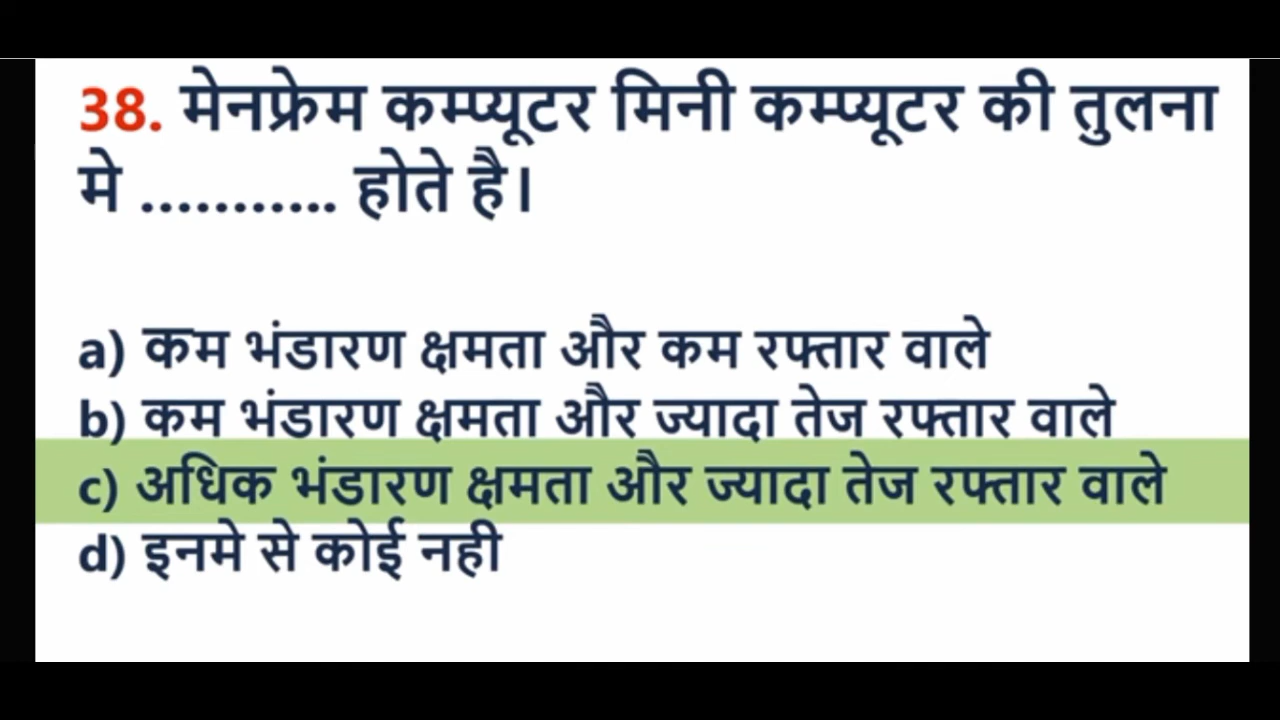 38. मेनफ्रेम कम्प्यूटर मिनी कम्प्यूटर की तुलना
मे ........... होते है।
a) कम भंडारण क्षमता और कम रफ्तार वाले
b) कम भंडारण क्षमता और ज्यादा तेज रफ्तार वाले
c) अधिक भंडारण क्षमता और ज्यादा तेज रफ्तार वाले
d) इनमे से कोई नही